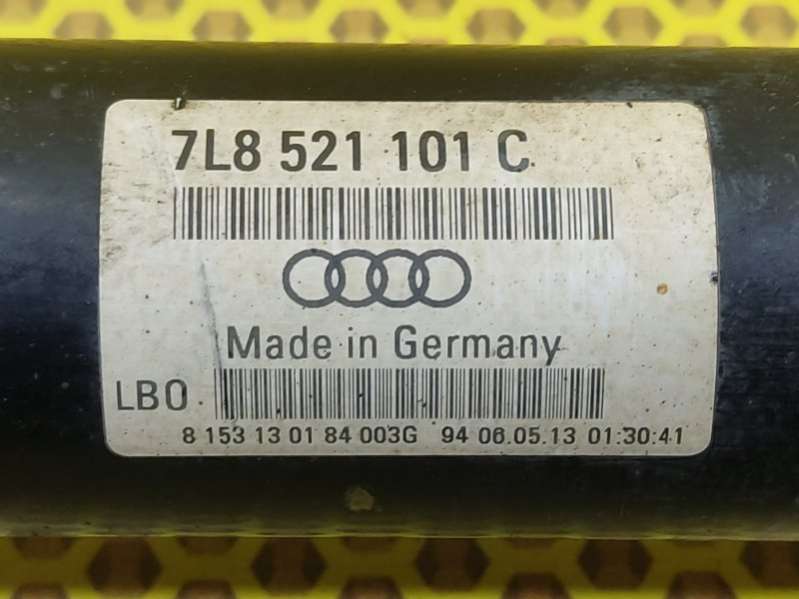 7L8 521 101 C
Made in Germany
LBO
8 153 13 01 84 003G 94 06.05.13 01:30:41